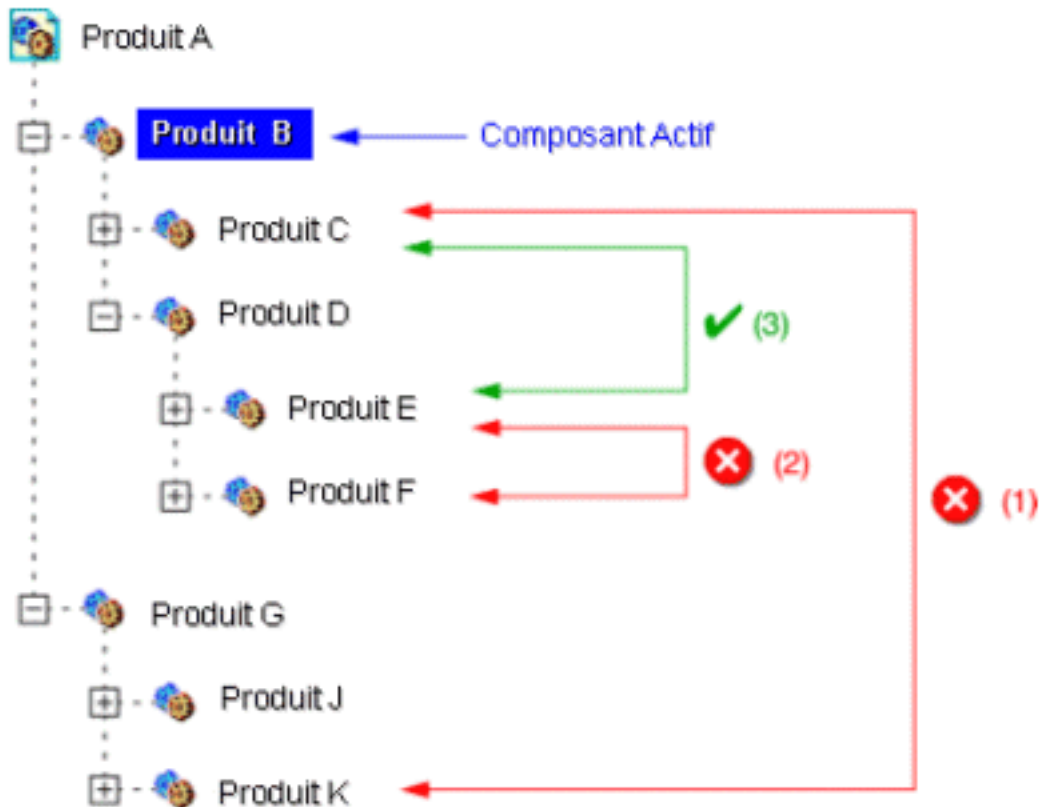 Produit A
Produit B
Composant Actif
Produit C
Produit D
(3)
Produit E
(2)
Produit F
(1)
Produit G
Produit J
Produit K